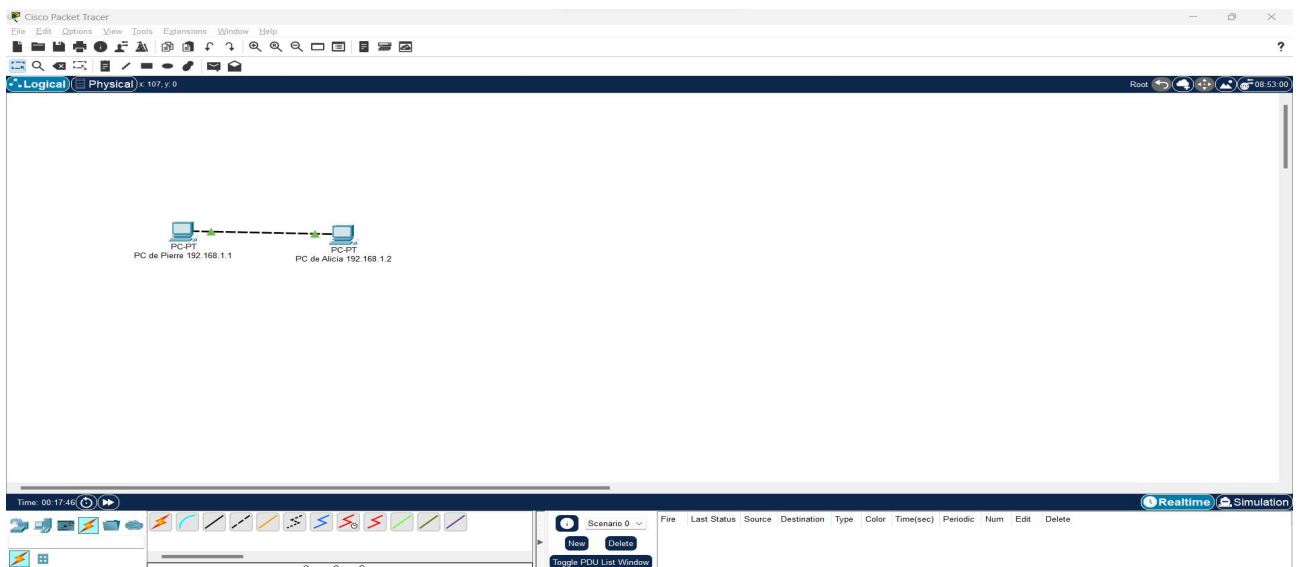 Cisco Packet Tracer
File Edit Options View Tools Extensions Window Help
?
Logical Physical x: 107, y: 0 Root 08:53:00
PC-PT
PC de Pierre 192.168.1.1
PC-PT
PC de Alicia 192.168.1.2
Time: 00:17:46 Realtime Simulation
Scenario 0 Fire Last Status Source Destination Type Color Time(sec) Periodic Num Edit Delete
New Delete
Toggle PDU List Window